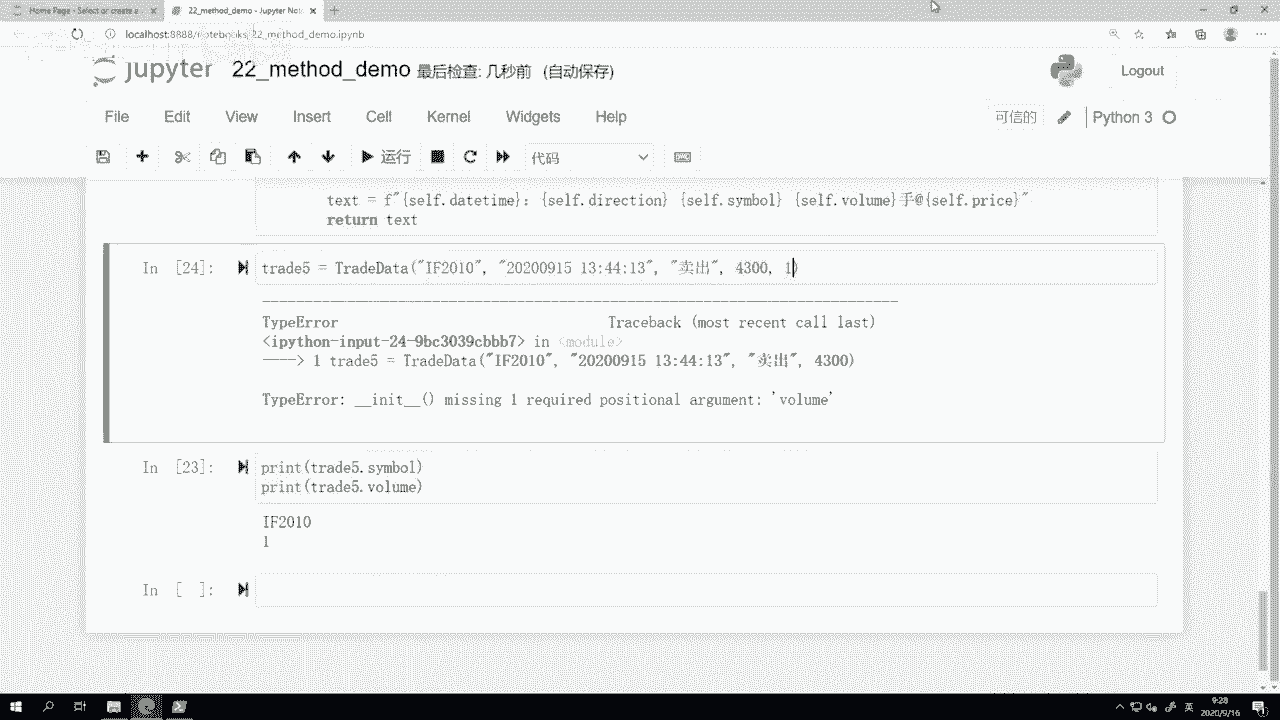 Home Page - Select or create a
22_method_demo - Jupyter Not
localhost:8888/notebooks/22_method_demo.ipynb
jupyter 22_method_demo 最后检查: 几秒前 (自动保存)
Logout
File Edit View Insert Cell Kernel Widgets Help
可信的 Python 3
运行 代码
text = f"{self.datetime}: {self.direction} {self.symbol} {self.volume}手@{self.price}"
return text
In [24]: trade5 = TradeData("IF2010", "20200915 13:44:13", "卖出", 4300, 1)
---------------------------------------------------------------------------
TypeError Traceback (most recent call last)
<ipython-input-24-9bc3039cbbb7> in <module>
----> 1 trade5 = TradeData("IF2010", "20200915 13:44:13", "卖出", 4300)
TypeError: __init__() missing 1 required positional argument: 'volume'
In [23]: print(trade5.symbol)
print(trade5.volume)
IF2010
1
In [ ]:
英
9:28
2020/9/16